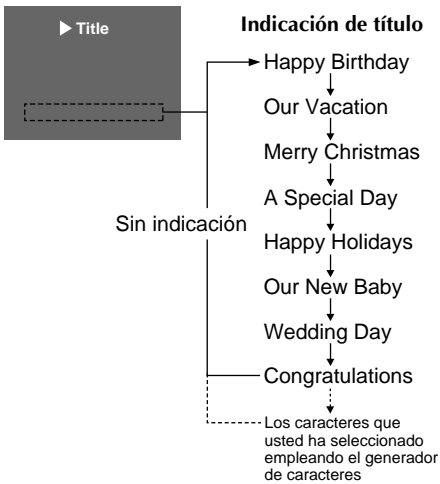 ▶ Title
Indicación de título
Happy Birthday
Our Vacation
Merry Christmas
A Special Day
Sin indicación
Happy Holidays
Our New Baby
Wedding Day
Congratulations
Los caracteres que
usted ha seleccionado
empleando el generador
de caracteres